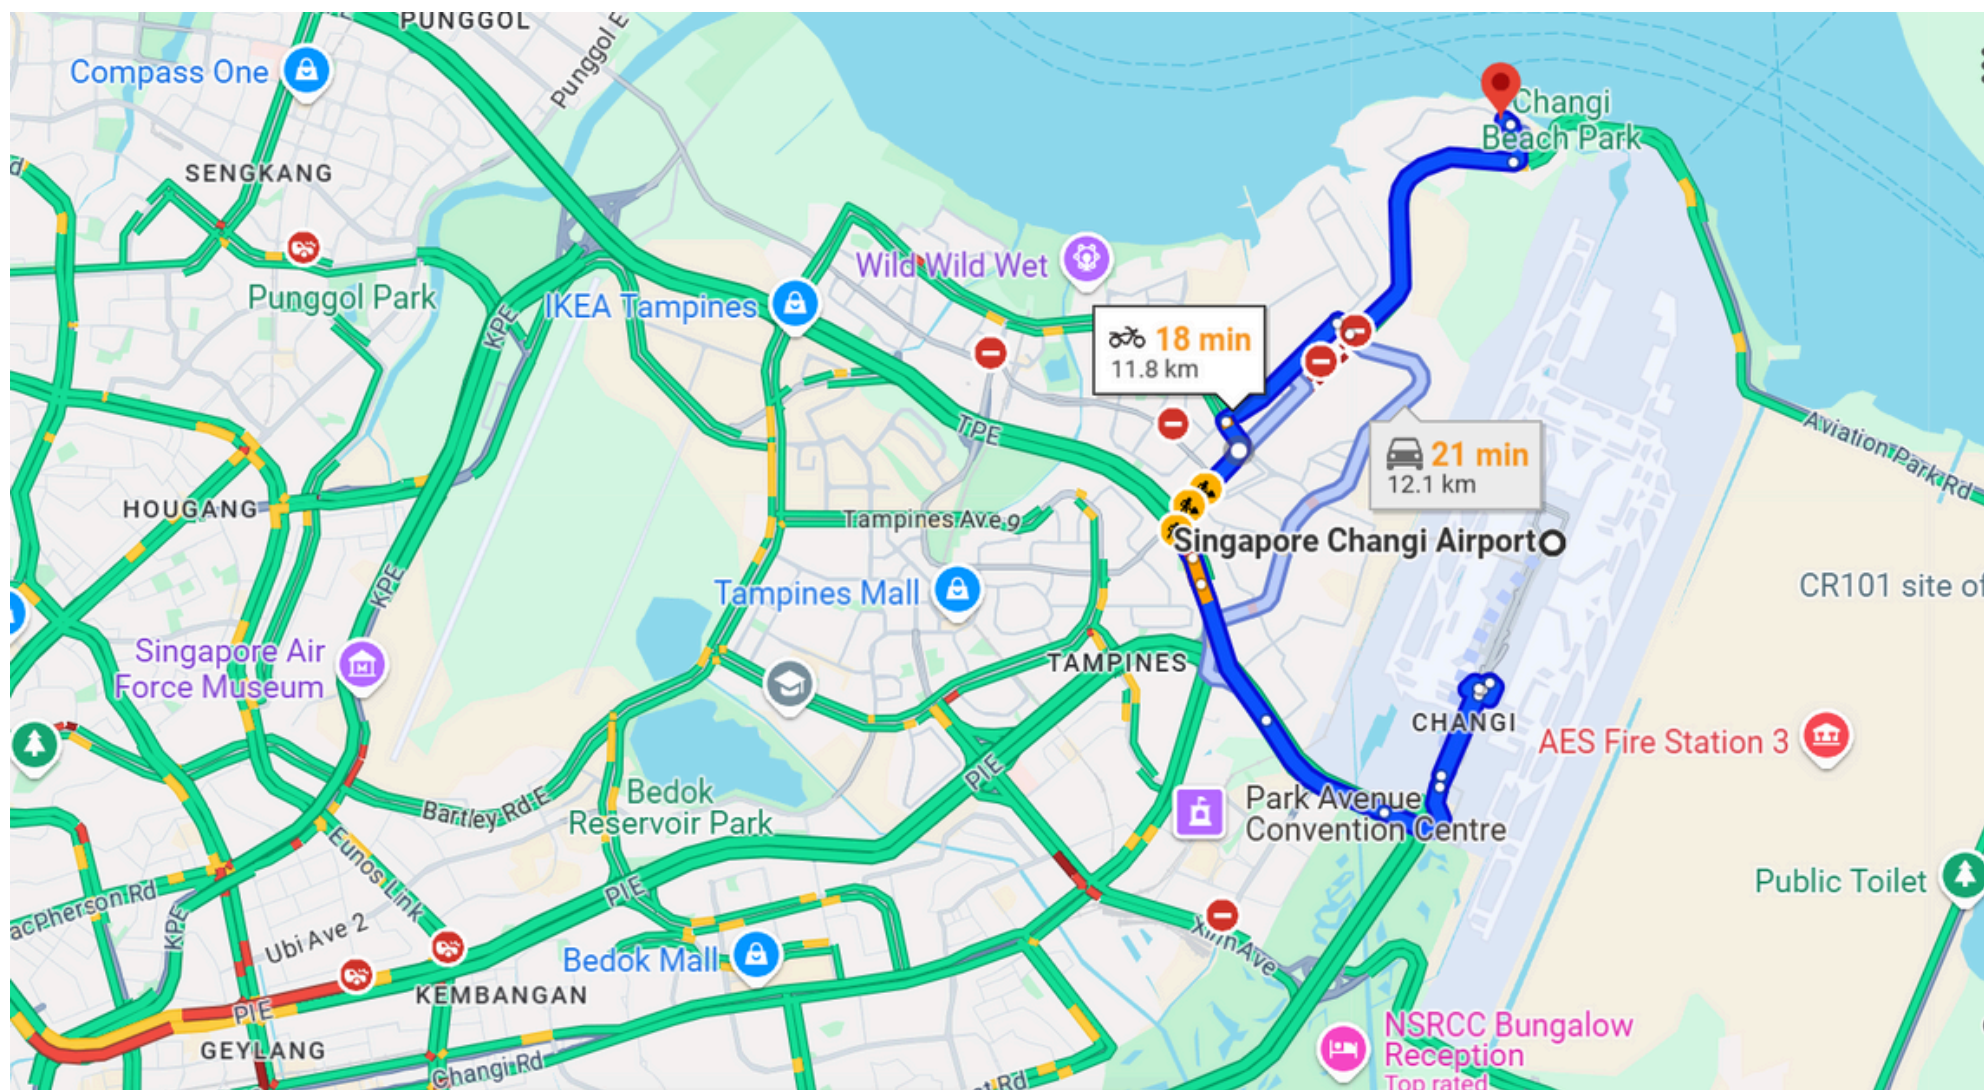 PUNGGOL
Punggol E
Compass One
SENGKANG
Punggol Park
Changi
Beach Park
Wild Wild Wet
IKEA Tampines
KPE
18 min
11.8 km
TPE
21 min
12.1 km
Aviation Park Rd
HOUGANG
Tampines Ave 9
Singapore Changi Airport
KPE
Tampines Mall
CR101 site of
Singapore Air
Force Museum
TAMPINES
CHANGI
AES Fire Station 3
PIE
Bedok
Reservoir Park
Bartley Rd E
Park Avenue
Convention Centre
Eunos Link
acPherson Rd
KPE
PIE
Public Toilet
Ubi Ave 2
Xilin Ave
Bedok Mall
KEMBANGAN
PIE
GEYLANG
Changi Rd
NSRCC Bungalow
Reception
Top rated
st Rd